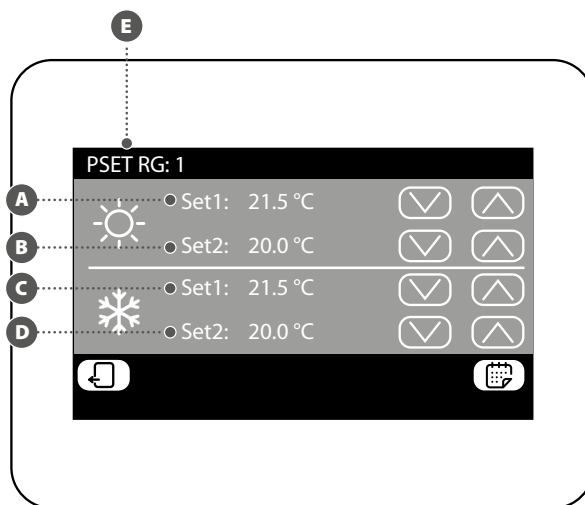 E
PSET RG: 1
A Set1: 21.5 °C
B Set2: 20.0 °C
C Set1: 21.5 °C
D Set2: 20.0 °C